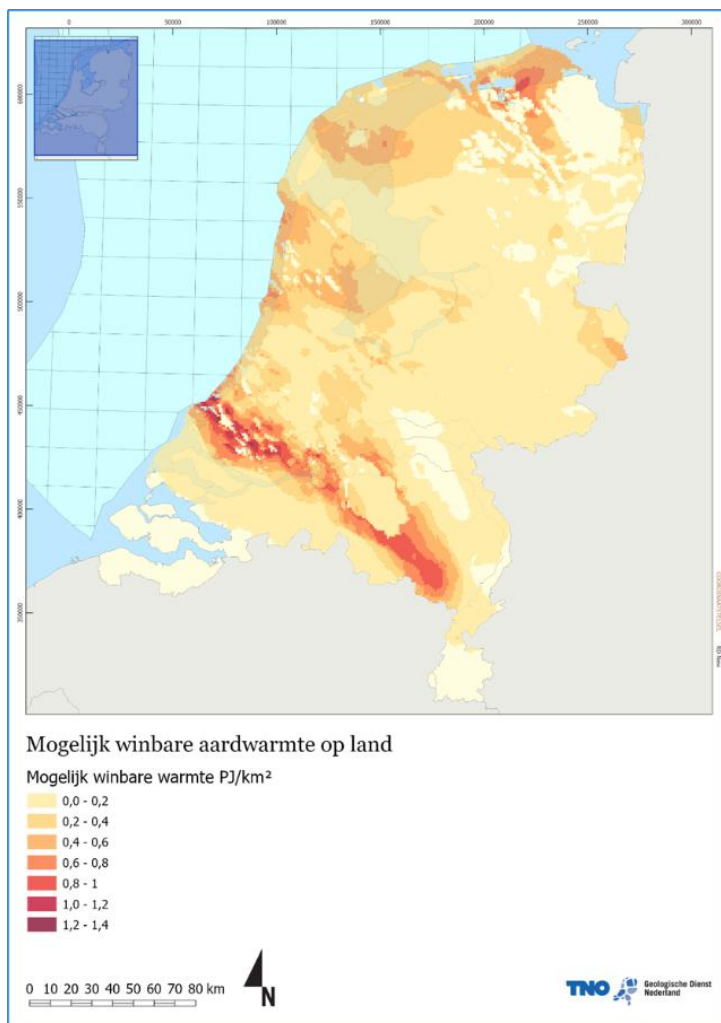 0 50000 100000 150000 200000 250000 300000
600000
550000
500000
450000
400000
350000
COORDINAATSTELSEL
RD New
Mogelijk winbare aardwarmte op land
Mogelijk winbare warmte PJ/km²
0,0 - 0,2
0,2 - 0,4
0,4 - 0,6
0,6 - 0,8
0,8 - 1
1,0 - 1,2
1,2 - 1,4
0 10 20 30 40 50 60 70 80 km
N
TNO Geologische Dienst
Nederland